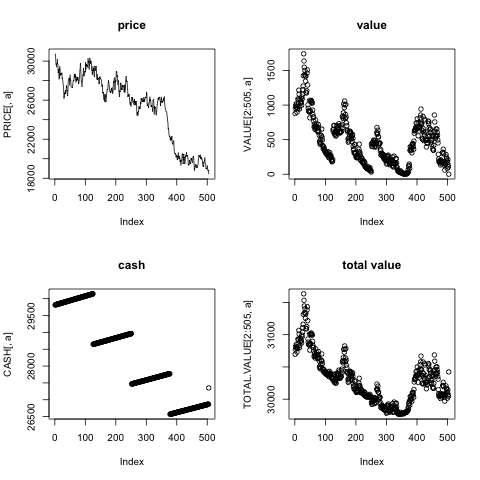 price
PRICE[, a]
18000 22000 26000 30000
0 100 200 300 400 500
Index
value
VALUE[2:505, a]
0 500 1000 1500
0 100 200 300 400 500
Index
cash
CASH[, a]
26500 28000 29500
0 100 200 300 400 500
Index
total value
TOTAL.VALUE[2:505, a]
30000 31000
0 100 200 300 400 500
Index